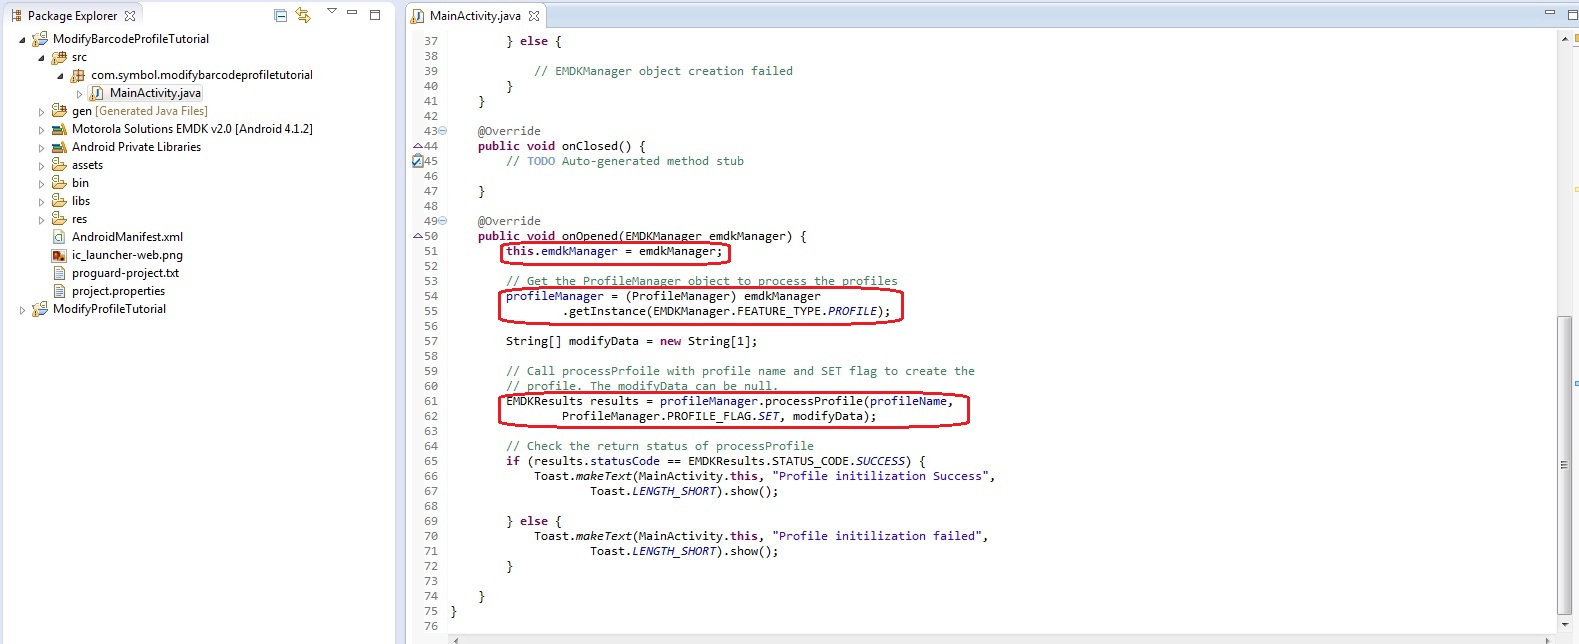 Package Explorer
ModifyBarcodeProfileTutorial
src
com.symbol.modifybarcodeprofiletutorial
MainActivity.java
gen [Generated Java Files]
Motorola Solutions EMDK v2.0 [Android 4.1.2]
Android Private Libraries
assets
bin
libs
res
AndroidManifest.xml
ic_launcher-web.png
proguard-project.txt
project.properties
ModifyProfileTutorial
MainActivity.java
37 } else {
38
39 // EMDKManager object creation failed
40 }
41 }
42
43 @Override
44 public void onClosed() {
45 // TODO Auto-generated method stub
46
47 }
48
49 @Override
50 public void onOpened(EMDKManager emdkManager) {
51 this.emdkManager = emdkManager;
52
53 // Get the ProfileManager object to process the profiles
54 profileManager = (ProfileManager) emdkManager
55 .getInstance(EMDKManager.FEATURE_TYPE.PROFILE);
56
57 String[] modifyData = new String[1];
58
59 // Call processPrfoile with profile name and SET flag to create the
60 // profile. The modifyData can be null.
61 EMDKResults results = profileManager.processProfile(profileName,
62 ProfileManager.PROFILE_FLAG.SET, modifyData);
63
64 // Check the return status of processProfile
65 if (results.statusCode == EMDKResults.STATUS_CODE.SUCCESS) {
66 Toast.makeText(MainActivity.this, "Profile initilization Success",
67 Toast.LENGTH_SHORT).show();
68
69 } else {
70 Toast.makeText(MainActivity.this, "Profile initilization failed",
71 Toast.LENGTH_SHORT).show();
72 }
73
74 }
75 }
76